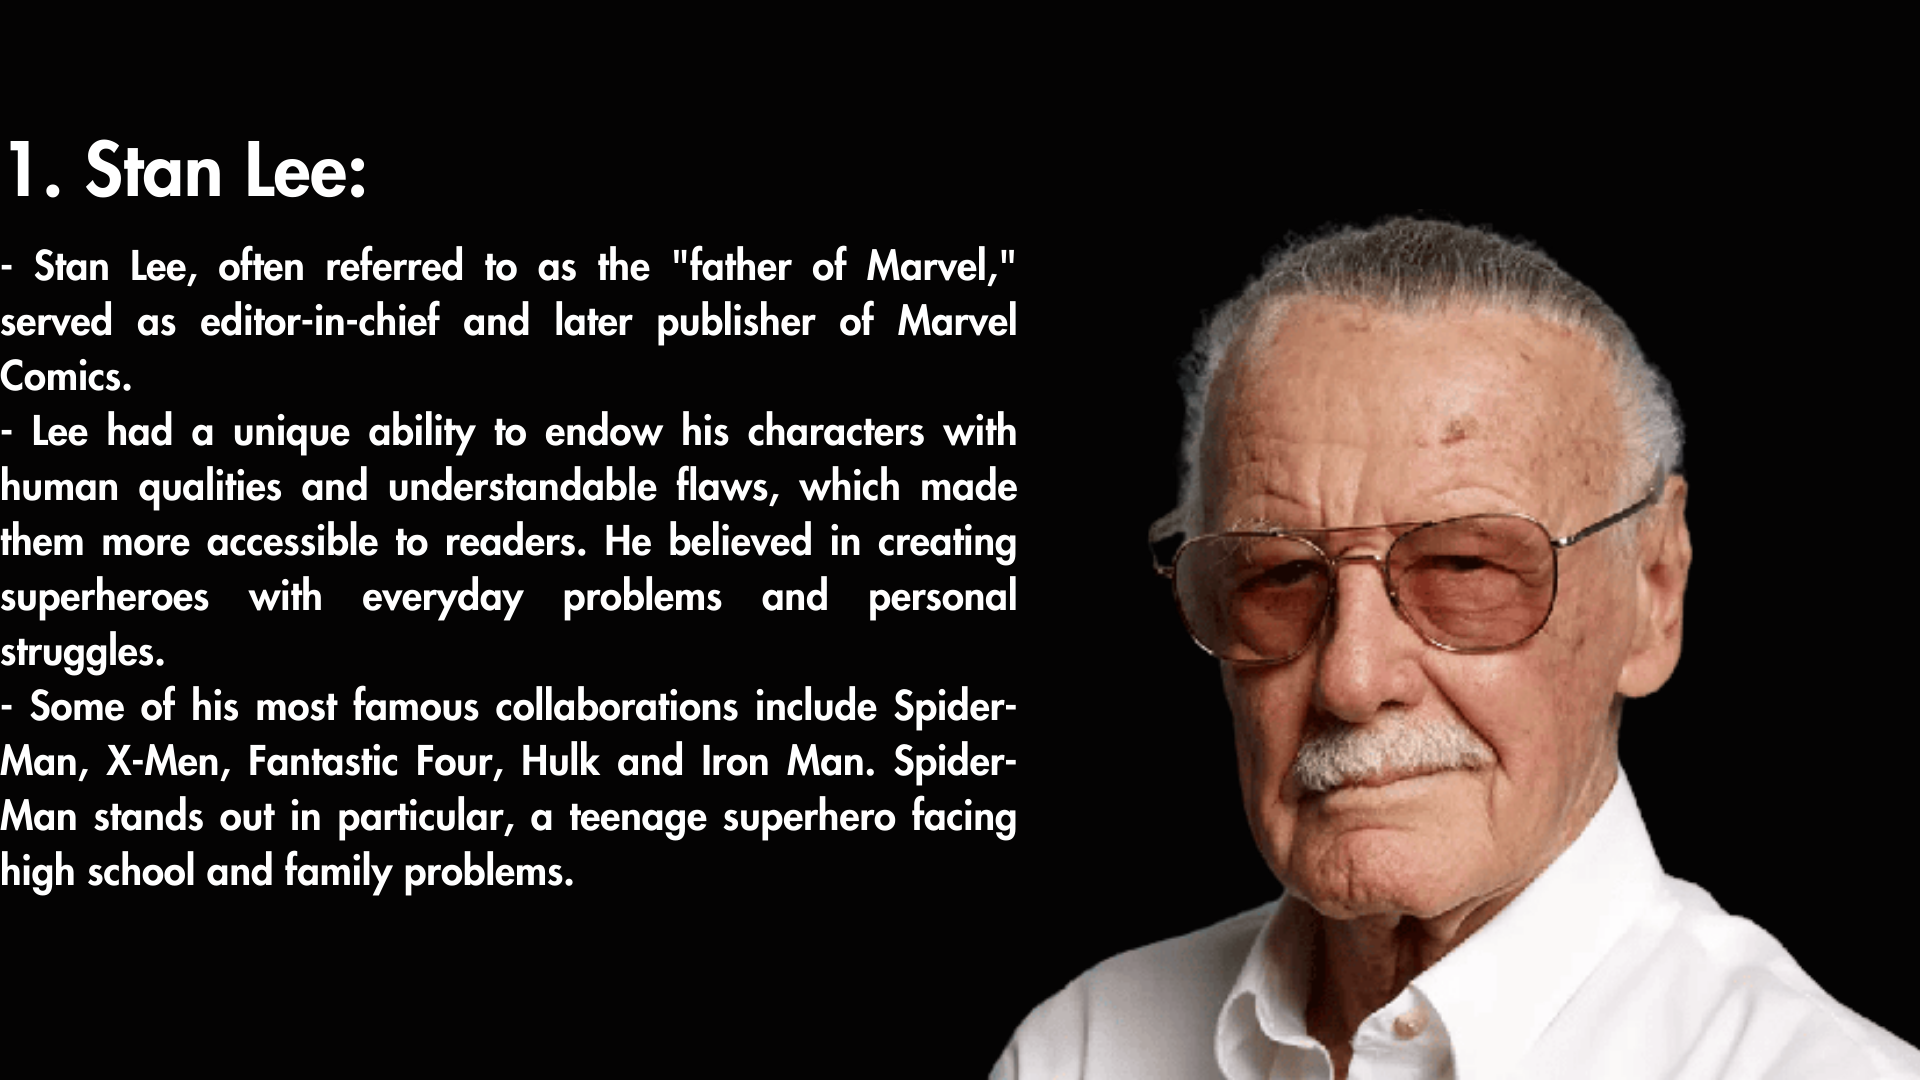 1. Stan Lee:
- Stan Lee, often referred to as the "father of Marvel,"
served as editor-in-chief and later publisher of Marvel
Comics.
- Lee had a unique ability to endow his characters with
human qualities and understandable flaws, which made
them more accessible to readers. He believed in creating
superheroes with everyday problems and personal
struggles.
- Some of his most famous collaborations include Spider-
Man, X-Men, Fantastic Four, Hulk and Iron Man. Spider-
Man stands out in particular, a teenage superhero facing
high school and family problems.